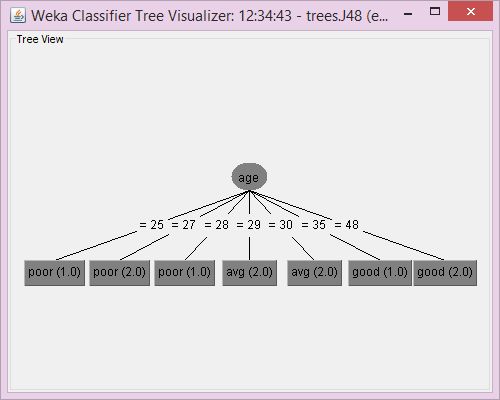 Weka Classifier Tree Visualizer: 12:34:43 - trees.J48 (e...
Tree View
age
= 25 = 27 = 28 = 29 = 30 = 35 = 48
poor (1.0) poor (2.0) poor (1.0) avg (2.0) avg (2.0) good (1.0) good (2.0)